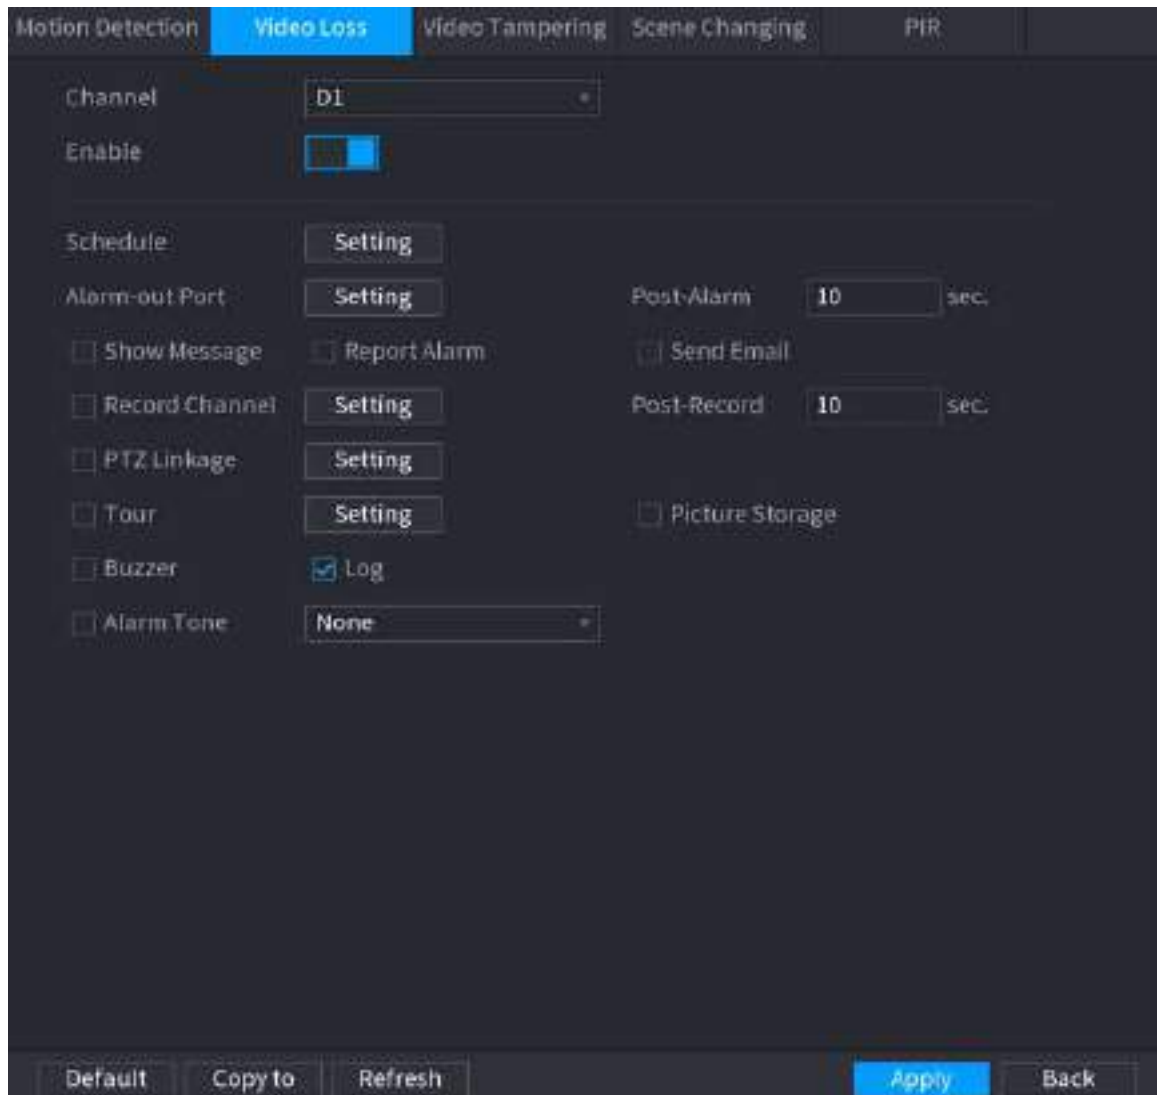 Motion Detection Video Loss Video Tampering Scene Changing PIR
Channel D1
Enable
Schedule Setting
Alarm-out Port Setting Post-Alarm 10 sec.
Show Message Report Alarm Send Email
Record Channel Setting Post-Record 10 sec.
PTZ Linkage Setting
Tour Setting Picture Storage
Buzzer Log
Alarm Tone None
Default Copy to Refresh Apply Back